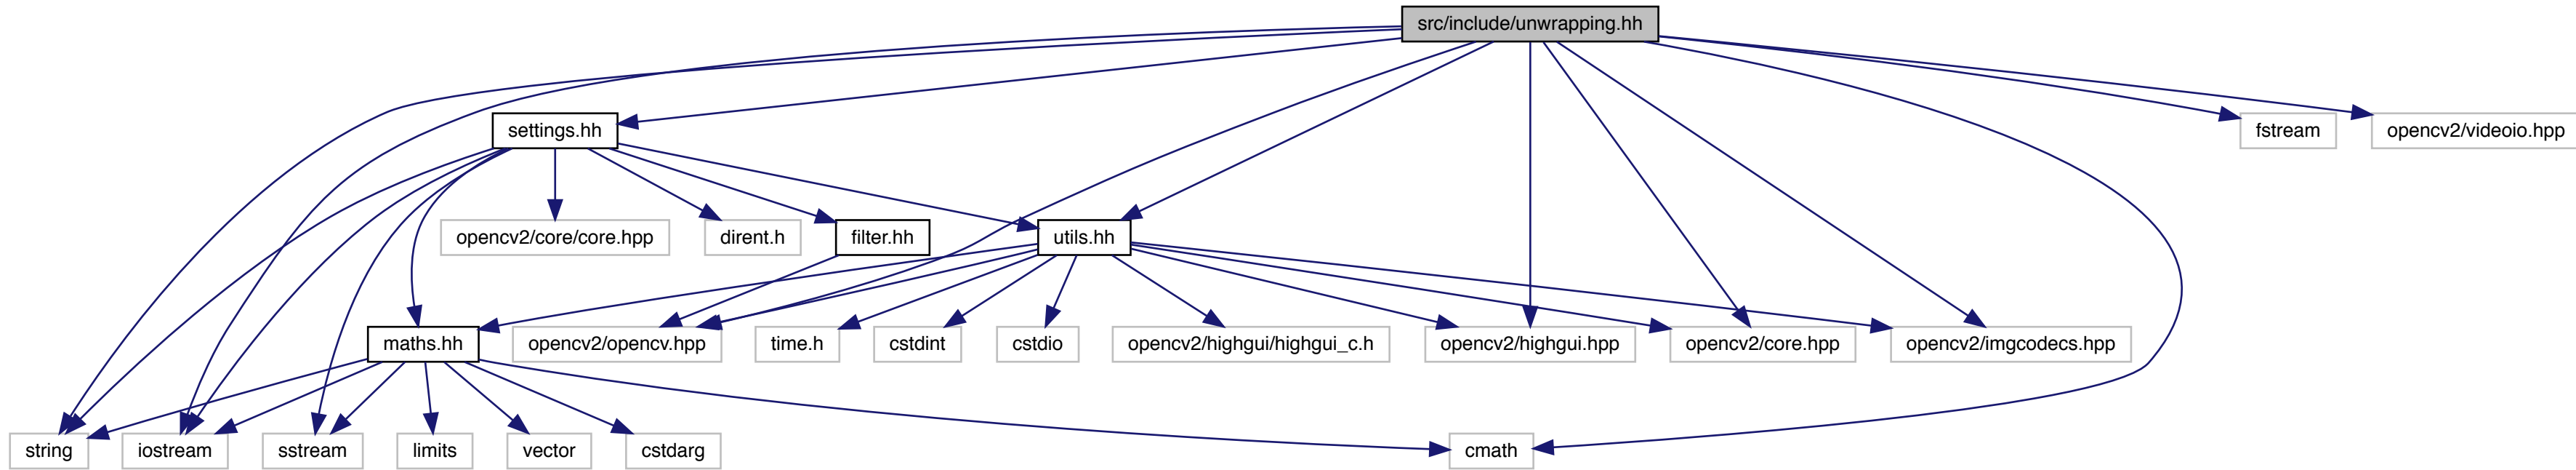 src/include/unwrapping.hh
settings.hh
fstream
opencv2/videoio.hpp
opencv2/core/core.hpp
dirent.h
filter.hh
utils.hh
maths.hh
opencv2/opencv.hpp
time.h
cstdint
cstdio
opencv2/highgui/highgui_c.h
opencv2/highgui.hpp
opencv2/core.hpp
opencv2/imgcodecs.hpp
string
iostream
sstream
limits
vector
cstdarg
cmath